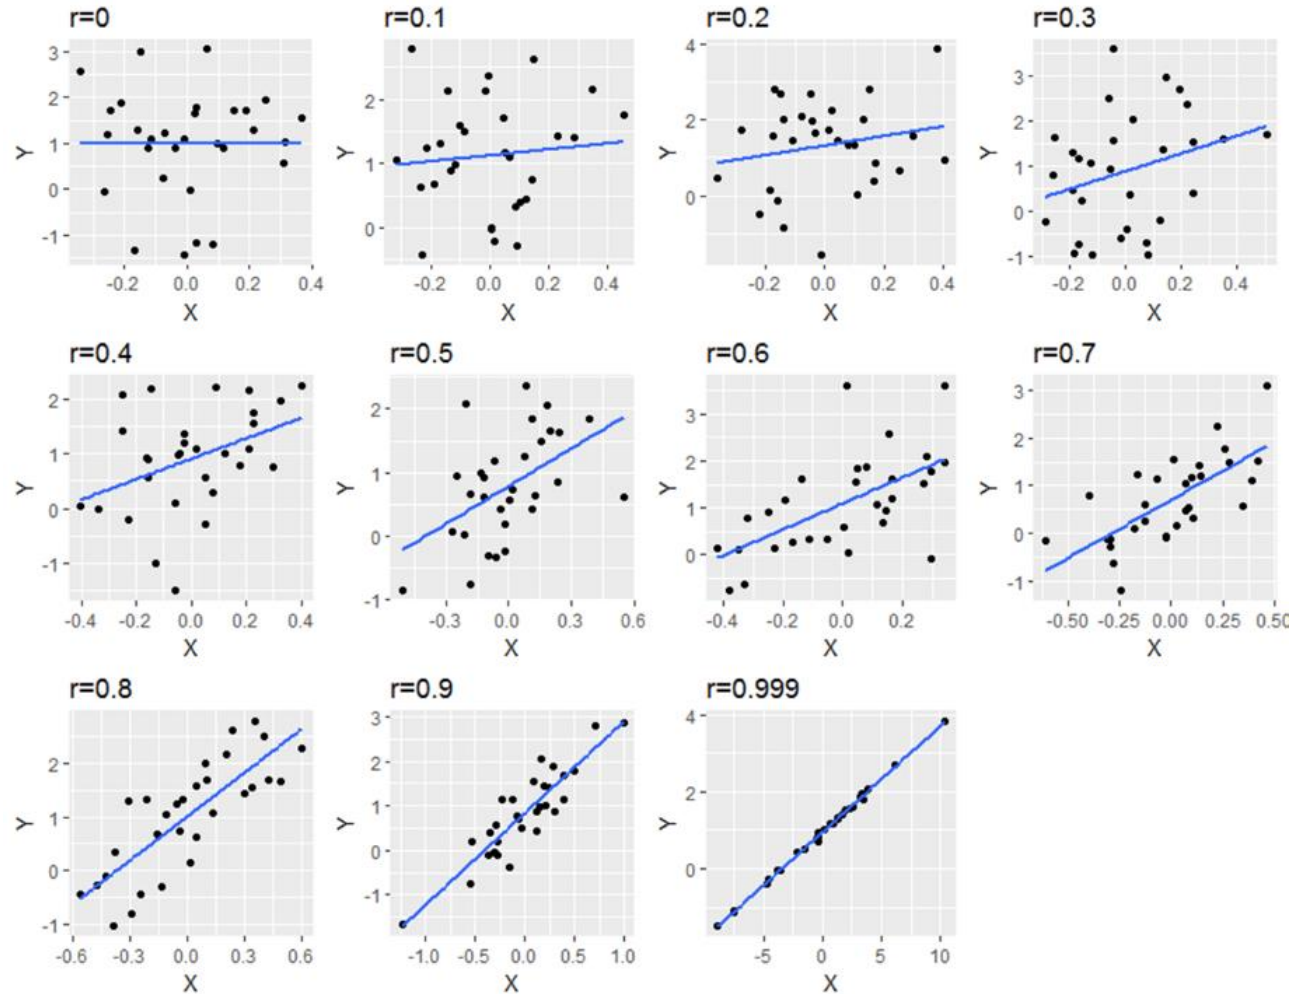 r=0 r=0.1 r=0.2 r=0.3
3 2 1 0 -1 Y
-0.2 0.0 0.2 0.4
X
2 1 0 Y
-0.2 0.0 0.2 0.4
X
4 2 0 Y
-0.2 0.0 0.2 0.4
X
3 2 1 0 -1 Y
-0.2 0.0 0.2 0.4
X
r=0.4 r=0.5 r=0.6 r=0.7
2 1 0 -1 Y
-0.4 -0.2 0.0 0.2 0.4
X
2 1 0 -1 Y
-0.3 0.0 0.3 0.6
X
3 2 1 0 Y
-0.4 -0.2 0.0 0.2
X
3 2 1 0 -1 Y
-0.50 -0.25 0.00 0.25 0.50
X
r=0.8 r=0.9 r=0.999
2 1 0 -1 Y
-0.6 -0.3 0.0 0.3 0.6
X
3 2 1 0 -1 Y
-1.0 -0.5 0.0 0.5 1.0
X
4 2 0 Y
-5 0 5 10
X